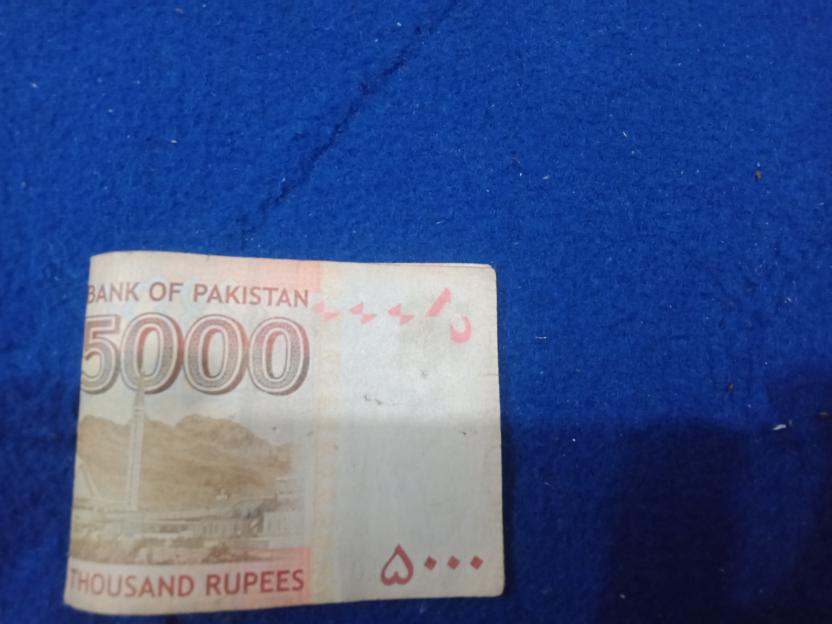 BANK OF PAKISTAN
5000
THOUSAND RUPEES
۵۰۰۰